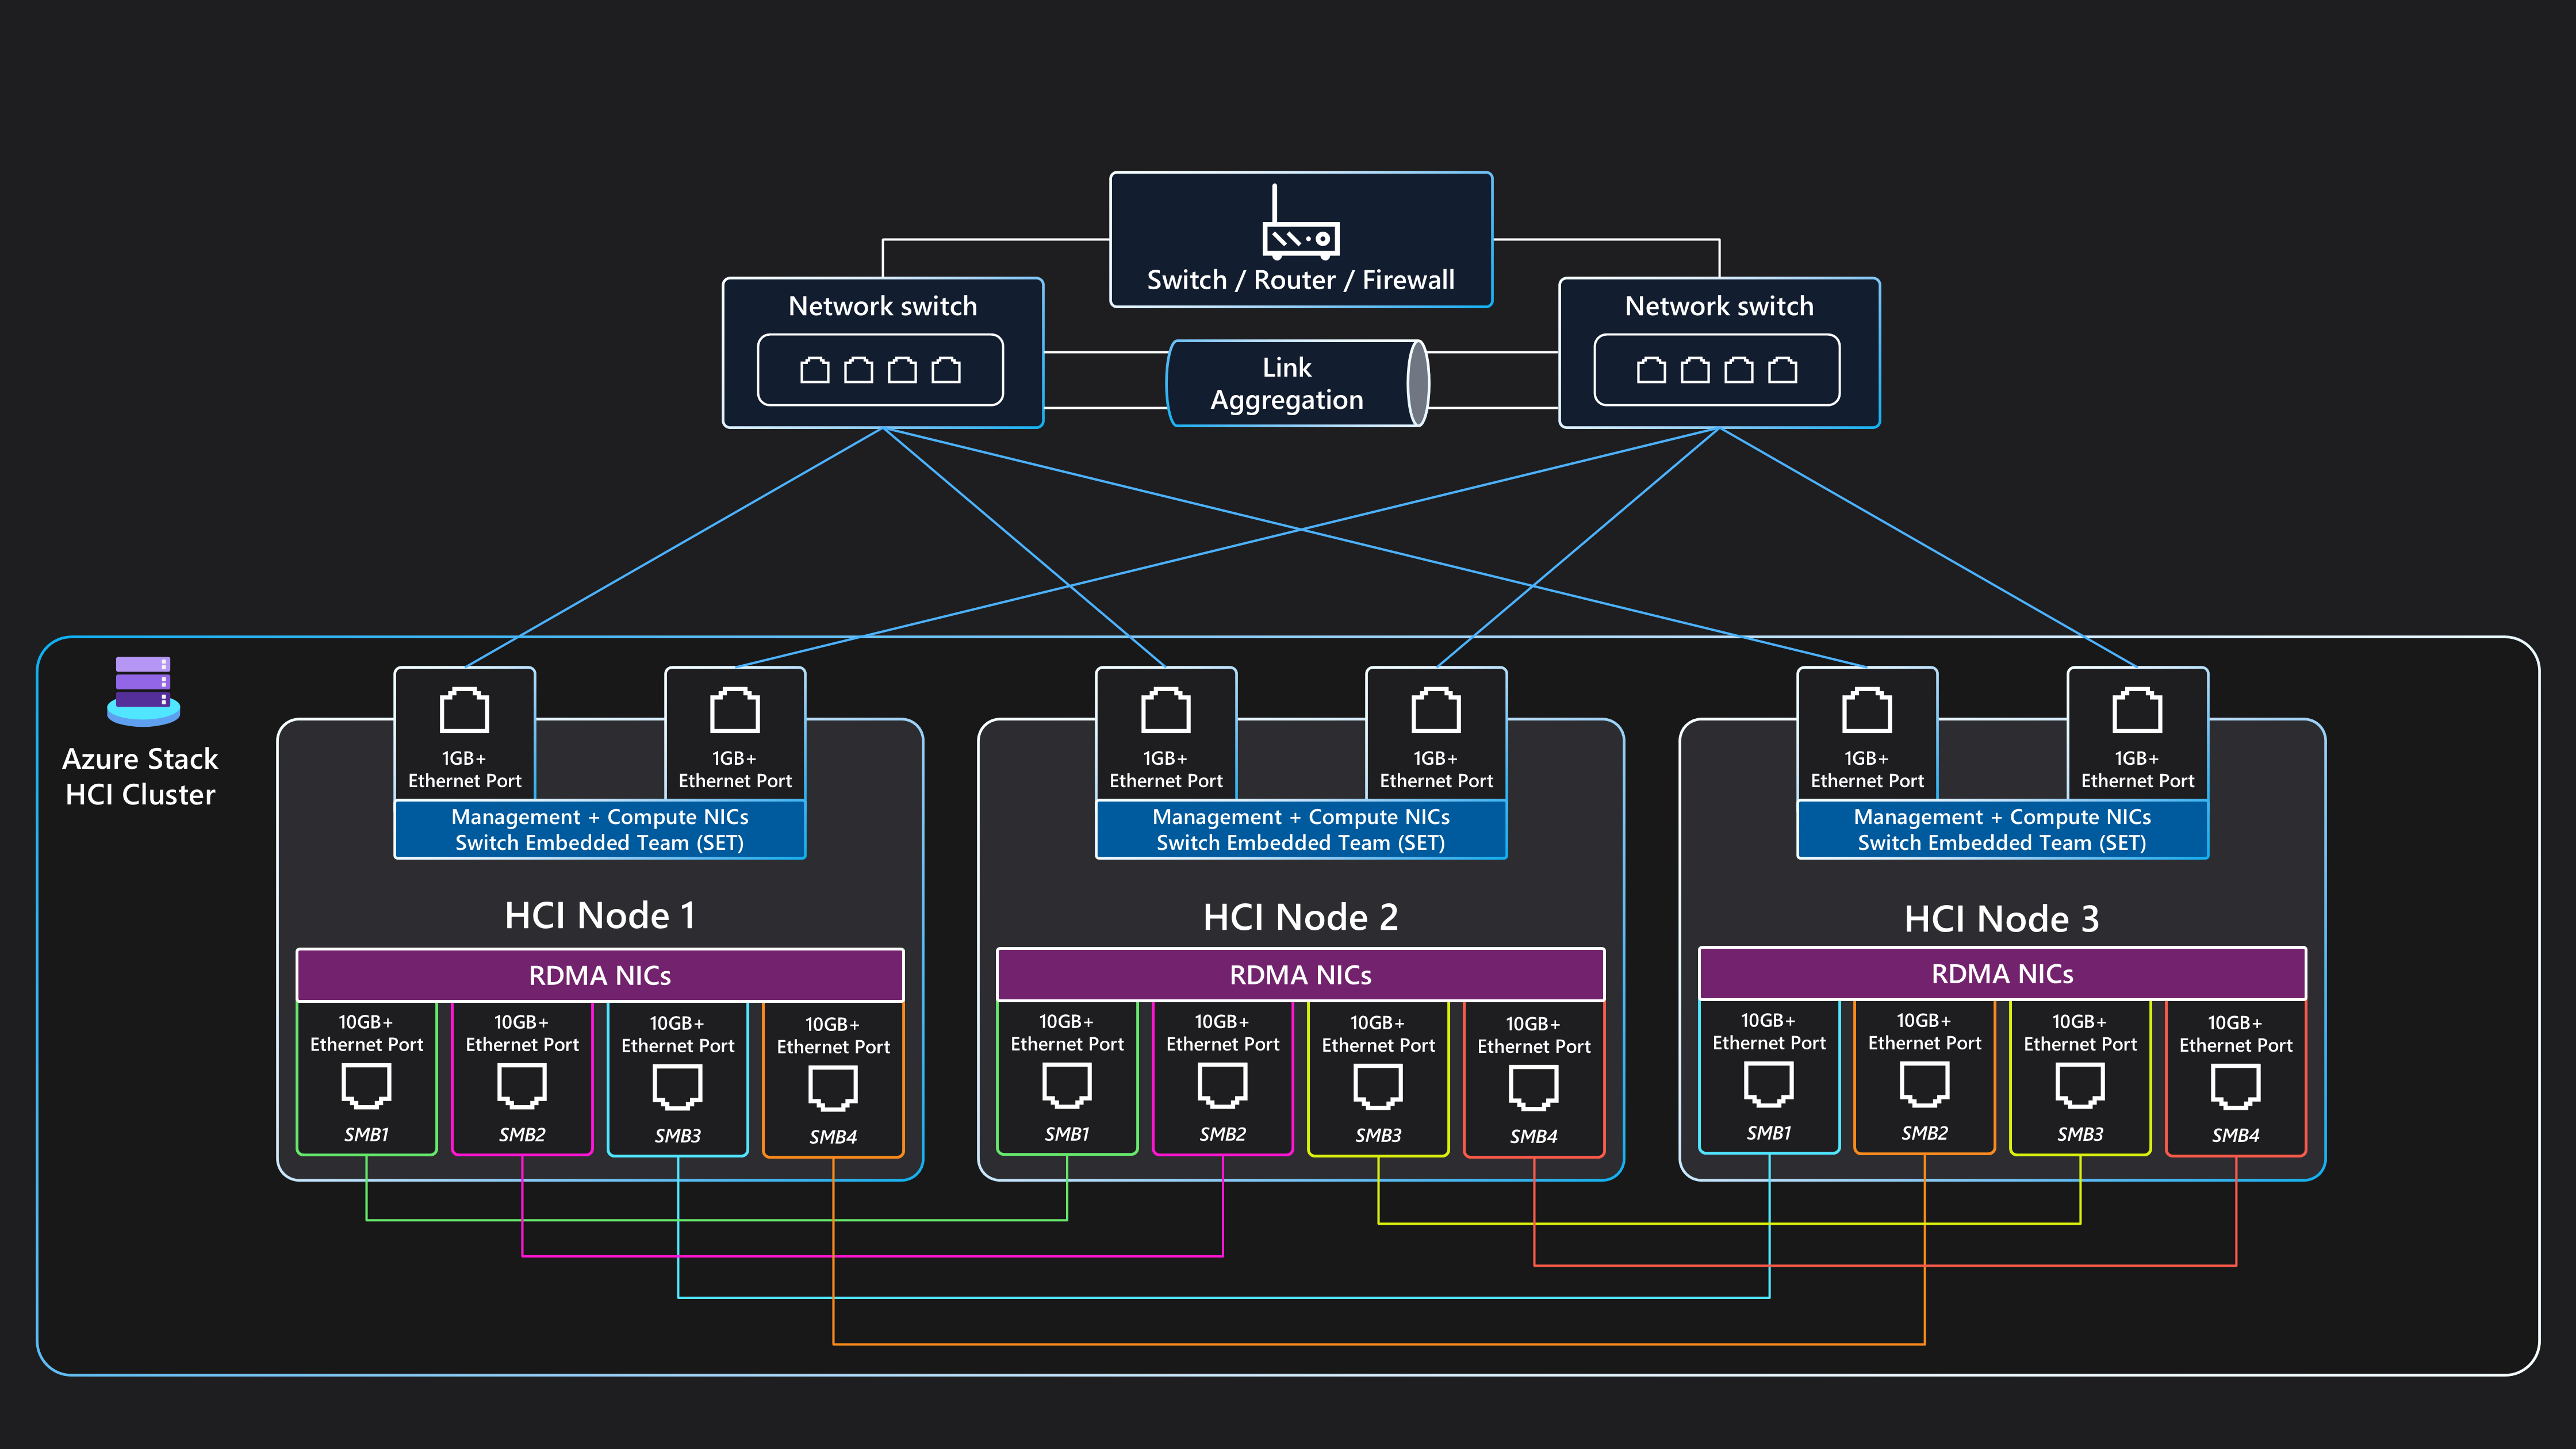 Switch / Router / Firewall
Network switch
Network switch
Link
Aggregation
Azure Stack
HCI Cluster
1GB+
Ethernet Port
1GB+
Ethernet Port
Management + Compute NICs
Switch Embedded Team (SET)
HCI Node 1
RDMA NICs
10GB+
Ethernet Port
SMB1
10GB+
Ethernet Port
SMB2
10GB+
Ethernet Port
SMB3
10GB+
Ethernet Port
SMB4
1GB+
Ethernet Port
1GB+
Ethernet Port
Management + Compute NICs
Switch Embedded Team (SET)
HCI Node 2
RDMA NICs
10GB+
Ethernet Port
SMB1
10GB+
Ethernet Port
SMB2
10GB+
Ethernet Port
SMB3
10GB+
Ethernet Port
SMB4
1GB+
Ethernet Port
1GB+
Ethernet Port
Management + Compute NICs
Switch Embedded Team (SET)
HCI Node 3
RDMA NICs
10GB+
Ethernet Port
SMB1
10GB+
Ethernet Port
SMB2
10GB+
Ethernet Port
SMB3
10GB+
Ethernet Port
SMB4